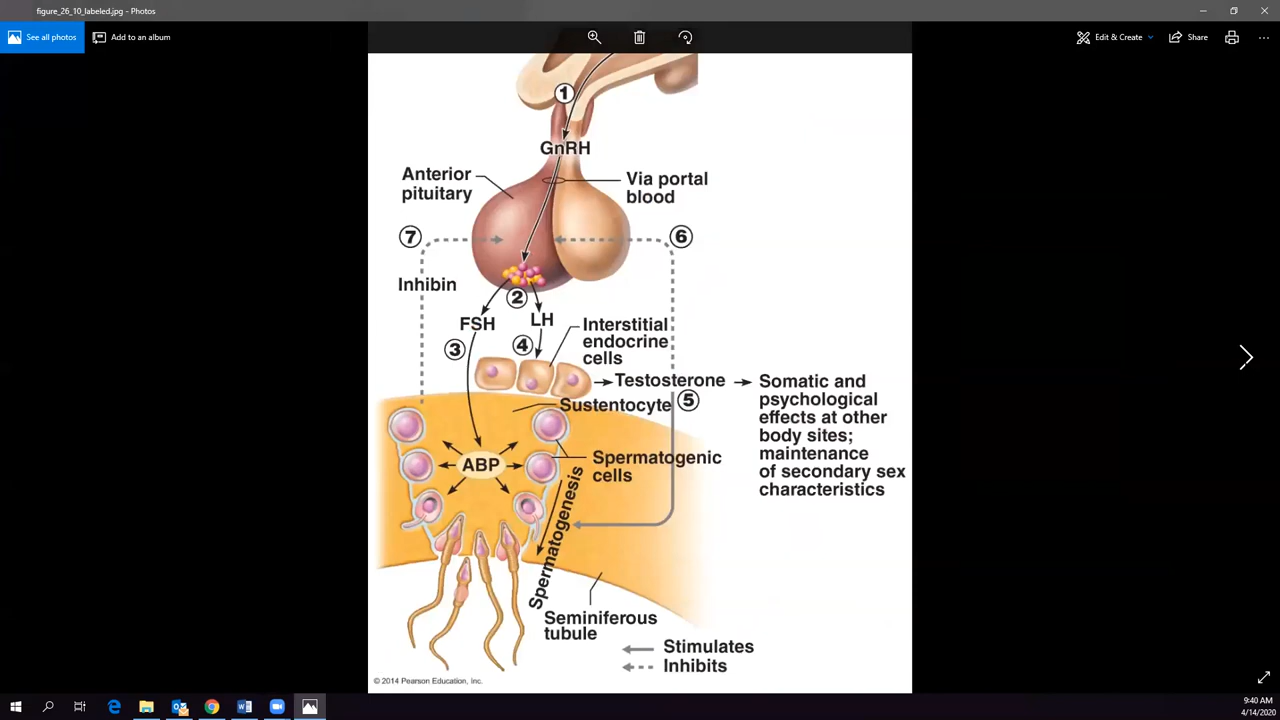 figure_26_10_labeled.jpg - Photos
See all photos
Add to an album
Edit & Create
Share
1
GnRH
Anterior
pituitary
Via portal
blood
7
6
Inhibin
2
FSH
LH
3
4
Interstitial
endocrine
cells
Testosterone
5
Somatic and
psychological
effects at other
body sites;
maintenance
of secondary sex
characteristics
Sustentocyte
ABP
Spermatogenic
cells
Spermatogenesis
Seminiferous
tubule
Stimulates
Inhibits
© 2014 Pearson Education, Inc.
9:40 AM
4/14/2020